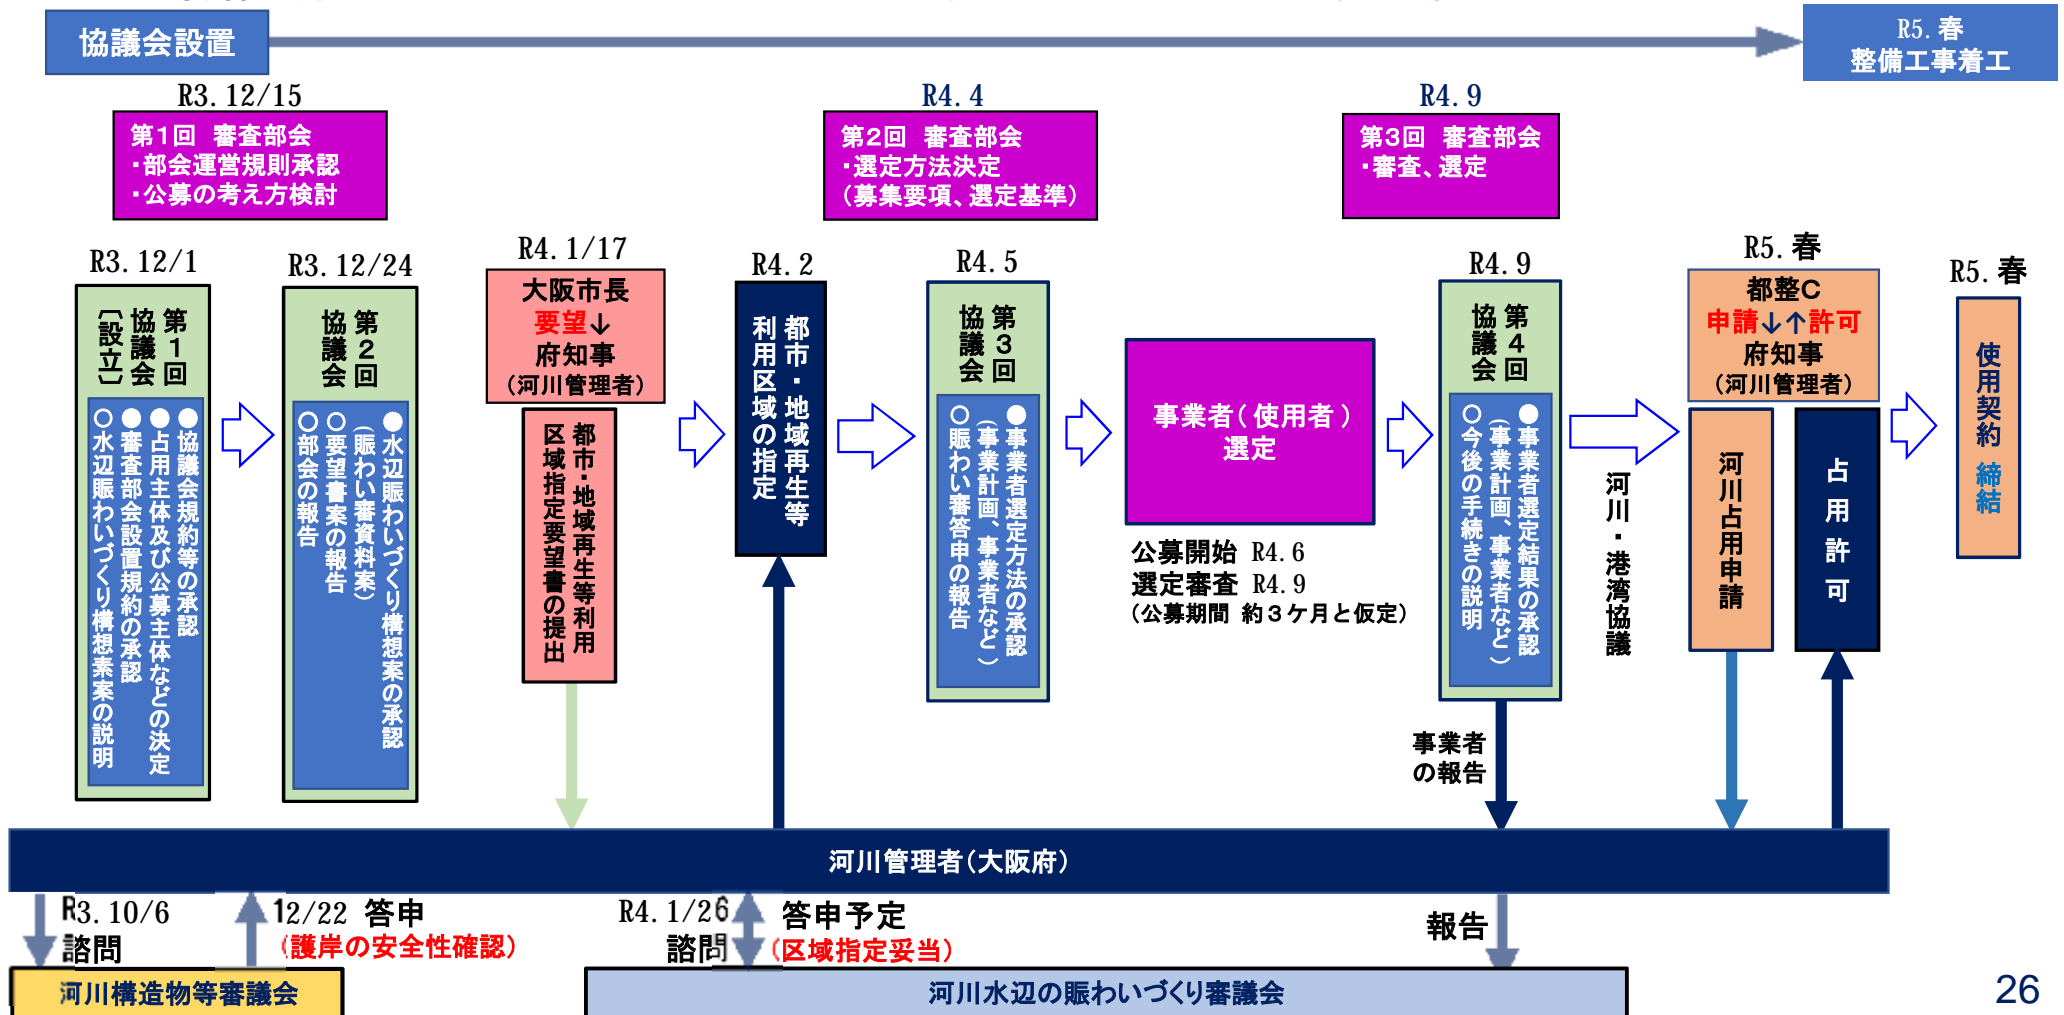 協議会設置
R5.春
整備工事着工
R3.12/15
第1回 審査部会
・部会運営規則承認
・公募の考え方検討
R4.4
第2回 審査部会
・選定方法決定
(募集要項、選定基準)
R4.9
第3回 審査部会
・審査、選定
R3.12/1
第1回
協議会
〔設立〕
●協議会規約等の承認
●占用主体及び公募主体などの決定
●審査部会設置規約の承認
○水辺賑わいづくり構想素案の説明
R3.12/24
第2回
協議会
●水辺賑わいづくり構想案の承認
(賑わい審資料案)
○要望書案の報告
○部会の報告
R4.1/17
大阪市長
要望↓
府知事
(河川管理者)
都市・地域再生等利用
区域指定要望書の提出
R4.2
都市・地域再生等
利用区域の指定
R4.5
第3回
協議会
●事業者選定方法の承認
(事業計画、事業者など)
○賑わい審答申の報告
事業者(使用者)
選定
公募開始 R4.6
選定審査 R4.9
(公募期間 約3ケ月と仮定)
R4.9
第4回
協議会
●事業者選定結果の承認
(事業計画、事業者など)
○今後の手続きの説明
事業者
の報告
河川・港湾協議
R5.春
都整C
申請↓↑許可
府知事
(河川管理者)
河川占用申請
占用許可
R5.春
使用契約 締結
河川管理者(大阪府)
R3.10/6
諮問
12/22 答申
(護岸の安全性確認)
R4.1/26
諮問
答申予定
(区域指定妥当)
報告
河川構造物等審議会
河川水辺の賑わいづくり審議会
26